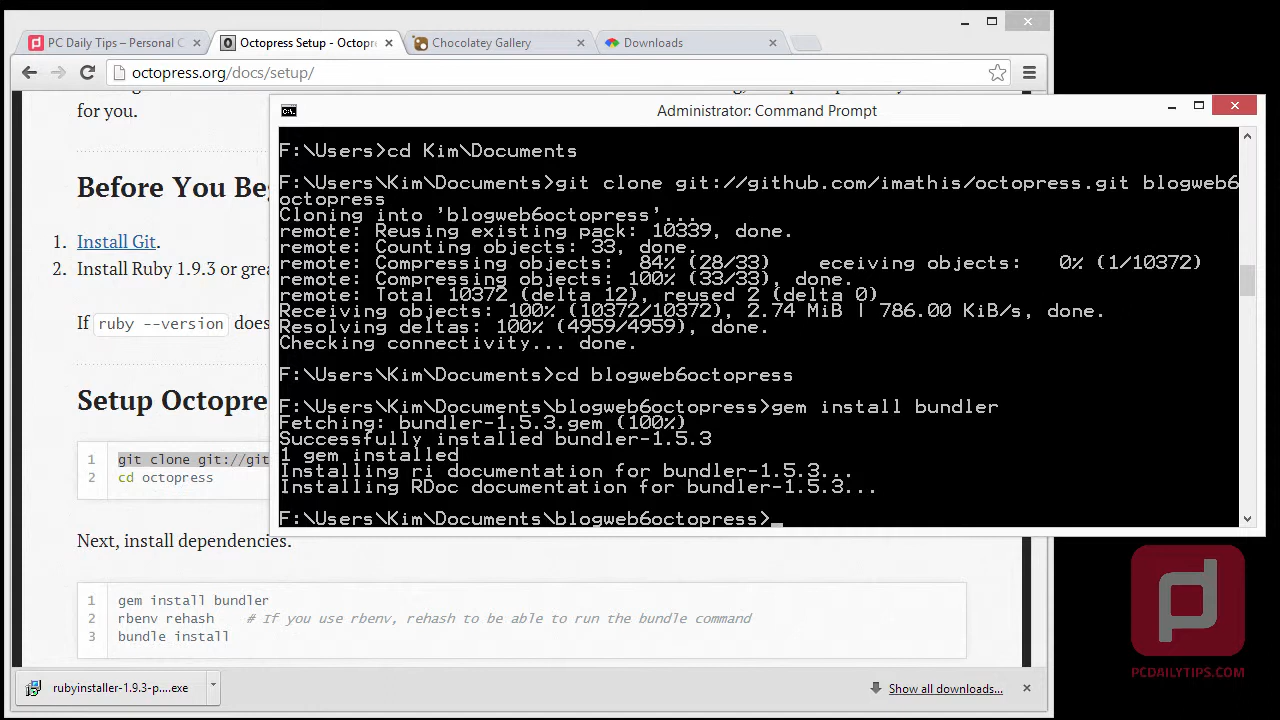 PC Daily Tips – Personal C
Octopress Setup - Octopr
Chocolatey Gallery
Downloads
octopress.org/docs/setup/
for you.
Before You Be
1. Install Git.
2. Install Ruby 1.9.3 or grea
If ruby --version does
Setup Octopre
1 git clone git://git
2 cd octopress
Administrator: Command Prompt
F:\Users>cd Kim\Documents
F:\Users\Kim\Documents>git clone git://github.com/imathis/octopress.git blogweb6
octopress
Cloning into 'blogweb6octopress'...
remote: Reusing existing pack: 10339, done.
remote: Counting objects: 33, done.
remote: Compressing objects:  84% (28/33)   eceiving objects:   0% (1/10372)
remote: Compressing objects: 100% (33/33), done.
remote: Total 10372 (delta 12), reused 2 (delta 0)
Receiving objects: 100% (10372/10372), 2.74 MiB | 786.00 KiB/s, done.
Resolving deltas: 100% (4959/4959), done.
Checking connectivity... done.
F:\Users\Kim\Documents>cd blogweb6octopress
F:\Users\Kim\Documents\blogweb6octopress>gem install bundler
Fetching: bundler-1.5.3.gem (100%)
Successfully installed bundler-1.5.3
1 gem installed
Installing ri documentation for bundler-1.5.3...
Installing RDoc documentation for bundler-1.5.3...
F:\Users\Kim\Documents\blogweb6octopress>
Next, install dependencies.
1 gem install bundler
2 rbenv rehash    # If you use rbenv, rehash to be able to run the bundle command
3 bundle install
rubyinstaller-1.9.3-p....exe
Show all downloads...
PCDAILYTIPS.COM